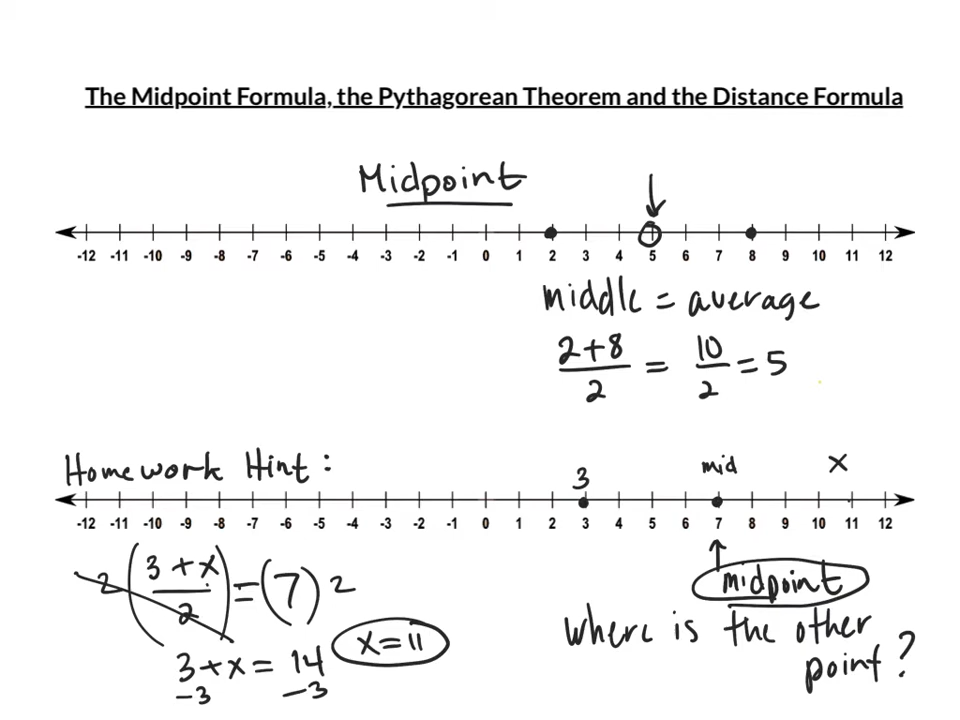 The Midpoint Formula, the Pythagorean Theorem and the Distance Formula
Midpoint
-12 -11 -10 -9 -8 -7 -6 -5 -4 -3 -2 -1 0 1 2 3 4 5 6 7 8 9 10 11 12
middle = average
2+8/2 = 10/2 = 5
Homework Hint:
3 mid x
-12 -11 -10 -9 -8 -7 -6 -5 -4 -3 -2 -1 0 1 2 3 4 5 6 7 8 9 10 11 12
2(3+x/2) = (7)2
midpoint
where is the other
point?
x=11
3+x = 14
-3 -3